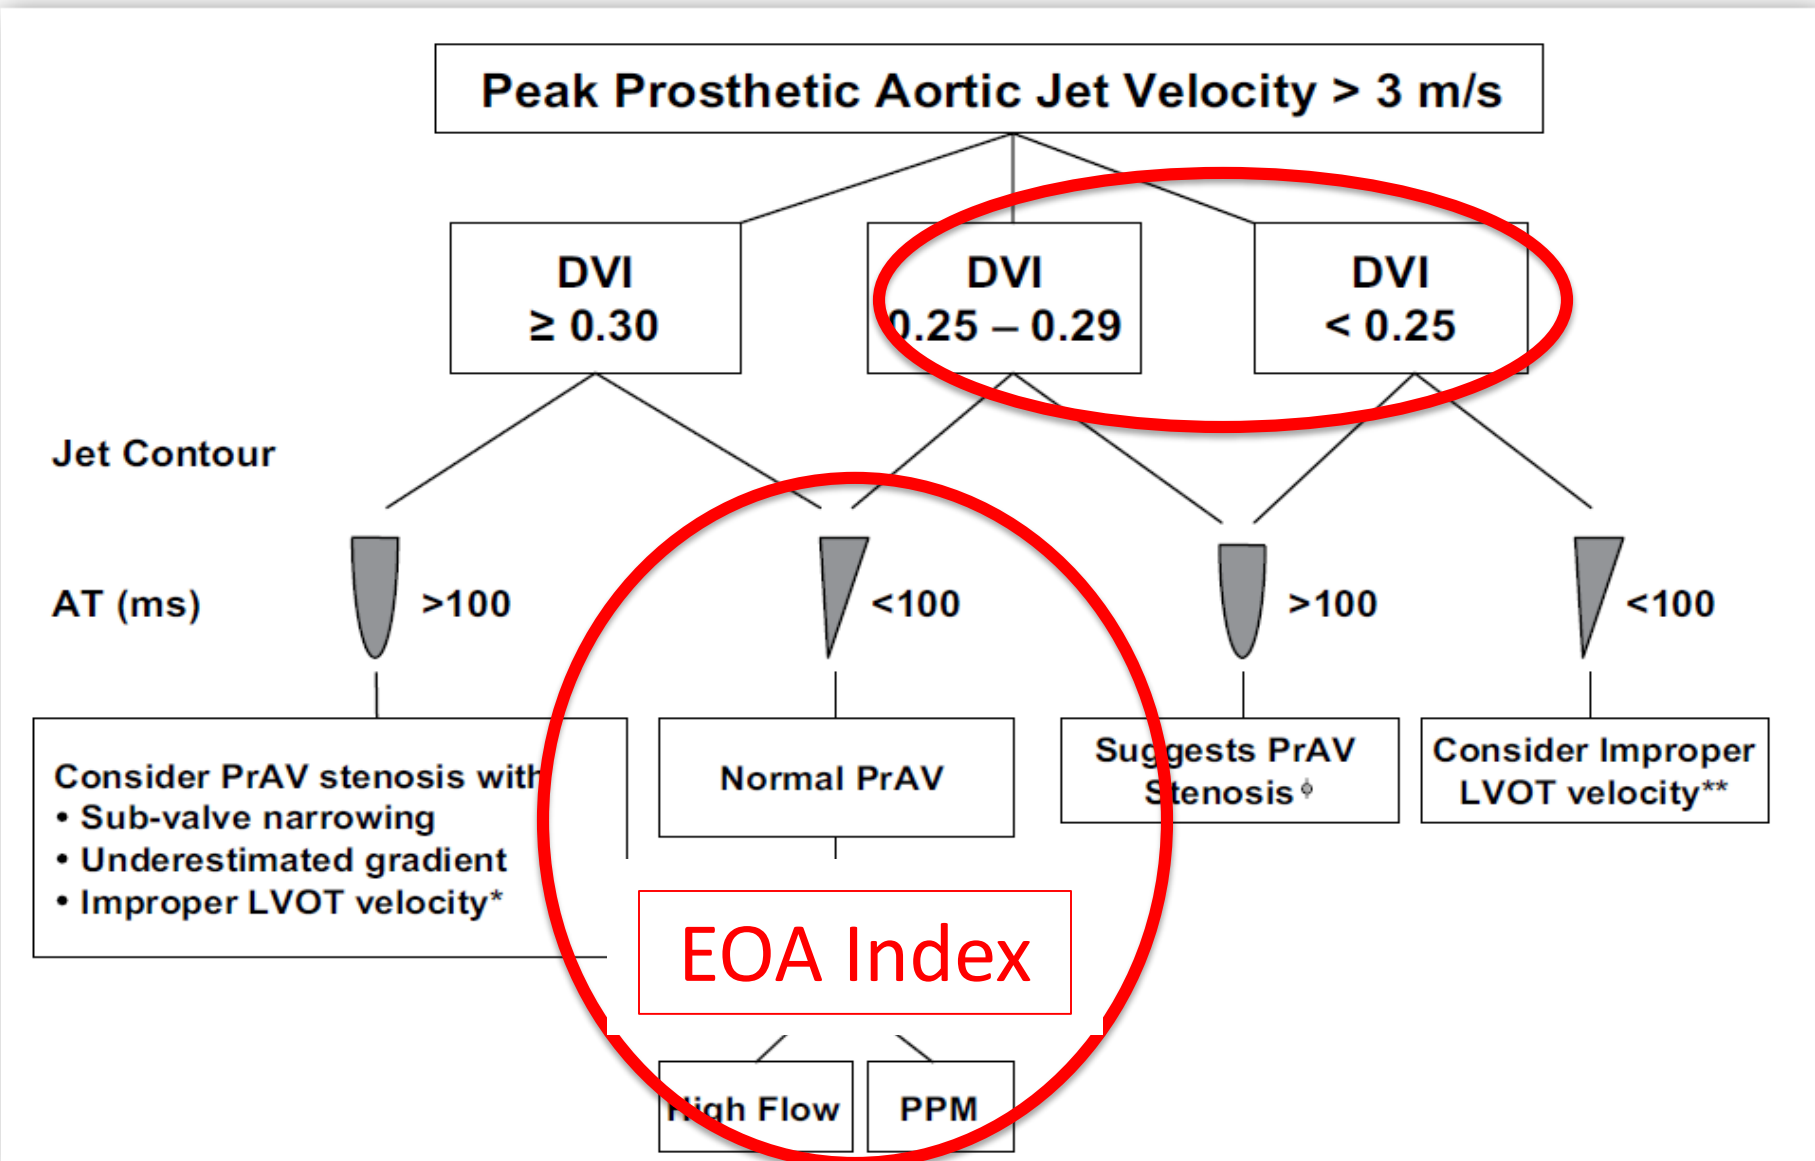 Peak Prosthetic Aortic Jet Velocity > 3 m/s
DVI
≥ 0.30
DVI
0.25 – 0.29
DVI
< 0.25
Jet Contour
AT (ms)
>100
<100
>100
<100
Consider PrAV stenosis with
• Sub-valve narrowing
• Underestimated gradient
• Improper LVOT velocity*
Normal PrAV
Suggests PrAV
Stenosisᶲ
Consider Improper
LVOT velocity**
EOA Index
High Flow
PPM